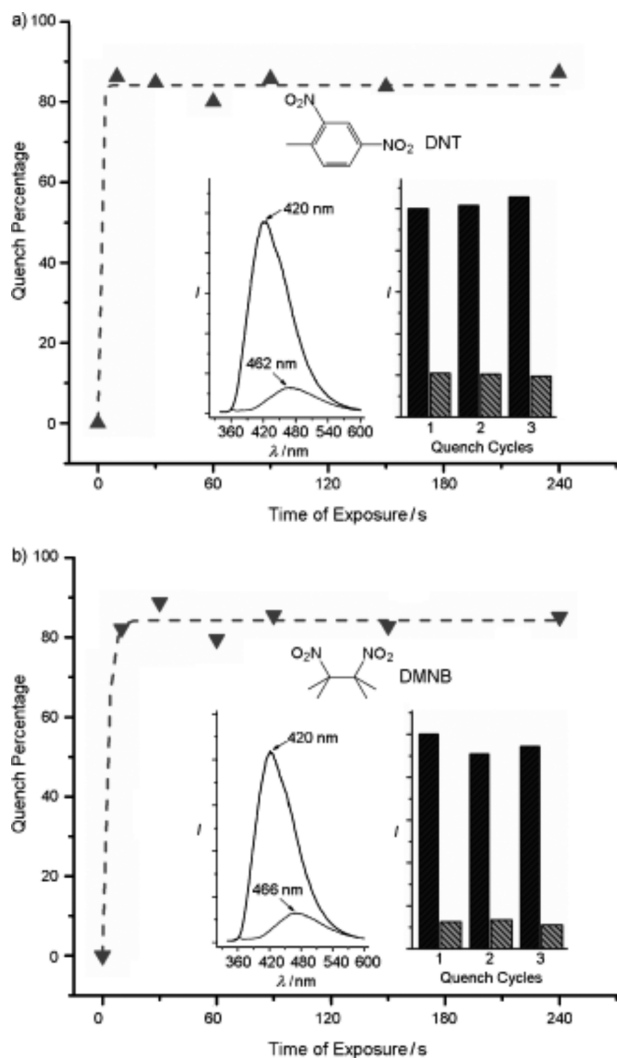 a)
100
80
60
40
20
0
Quench Percentage
O₂N
NO₂ DNT
420 nm
462 nm
I
360 420 480 540 600
λ/nm
I
1 2 3
Quench Cycles
0 60 120 180 240
Time of Exposure/s
b)
100
80
60
40
20
0
Quench Percentage
O₂N NO₂
DMNB
420 nm
466 nm
I
360 420 480 540 600
λ/nm
I
1 2 3
Quench Cycles
0 60 120 180 240
Time of Exposure/s